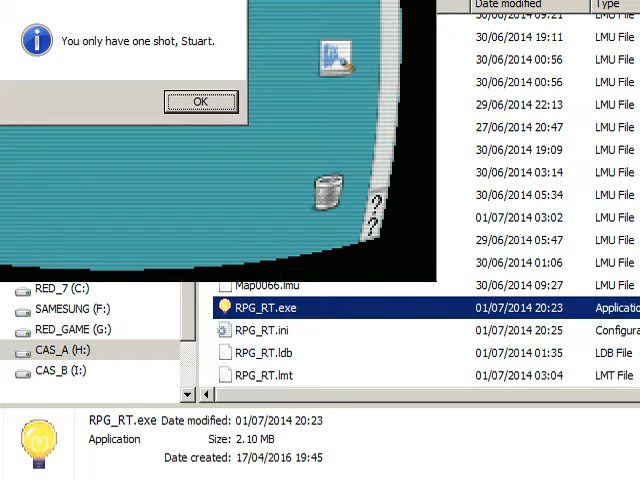 You only have one shot, Stuart.
OK
?
?
Date modified Type
30/06/2014 09:21 LMU File
30/06/2014 19:11 LMU File
30/06/2014 00:56 LMU File
30/06/2014 00:56 LMU File
29/06/2014 22:13 LMU File
27/06/2014 20:47 LMU File
30/06/2014 19:09 LMU File
30/06/2014 03:14 LMU File
30/06/2014 05:34 LMU File
01/07/2014 03:02 LMU File
29/06/2014 05:47 LMU File
30/06/2014 01:06 LMU File
Map0066.lmu 30/06/2014 09:27 LMU File
RPG_RT.exe 01/07/2014 20:23 Applicatio
RPG_RT.ini 01/07/2014 20:25 Configura
RPG_RT.ldb 01/07/2014 01:35 LDB File
RPG_RT.lmt 01/07/2014 03:04 LMT File
RED_7 (C:)
SAMESUNG (F:)
RED_GAME (G:)
CAS_A (H:)
CAS_B (I:)
RPG_RT.exe Date modified: 01/07/2014 20:23
Application Size: 2.10 MB
Date created: 17/04/2016 19:45